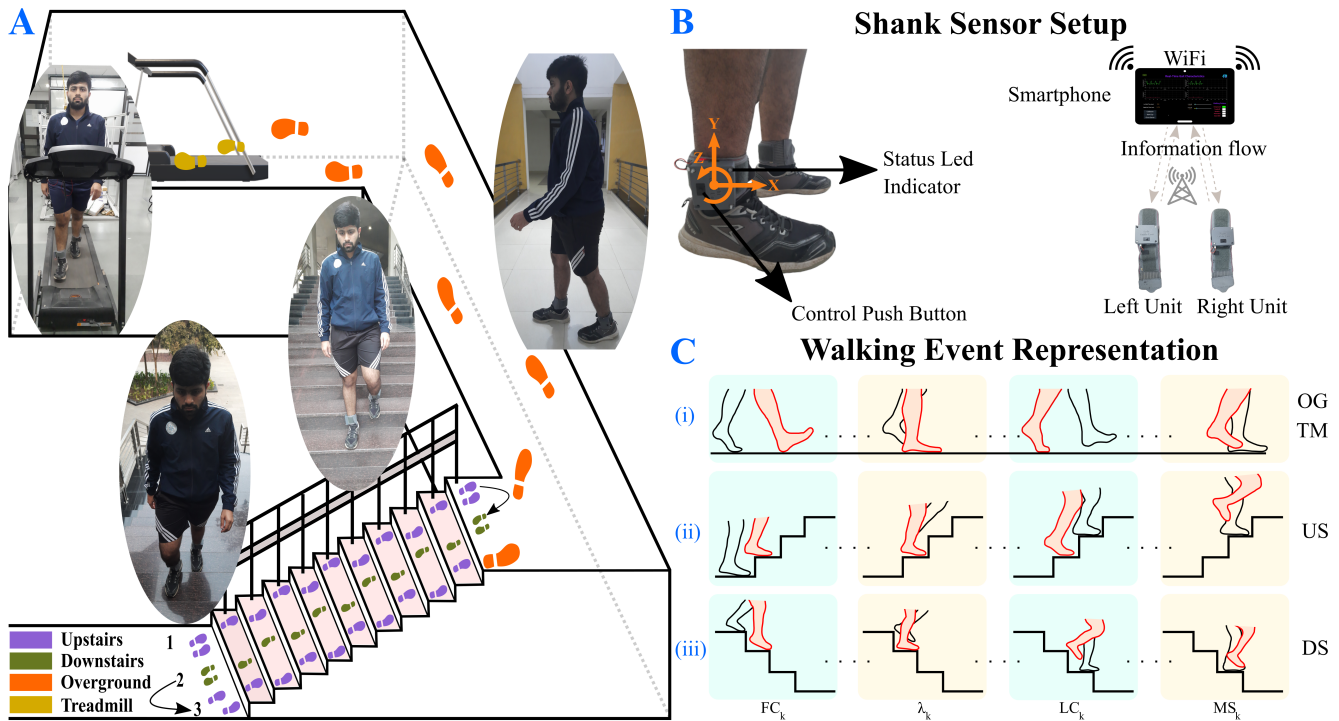 A
Upstairs
Downstairs
Overground
Treadmill
1
2
3
B
Shank Sensor Setup
Y
Z
X
Status Led
Indicator
Control Push Button
WiFi
Smartphone
Information flow
Left Unit
Right Unit
C
Walking Event Representation
(i)
OG
TM
(ii)
US
(iii)
DS
FCk
λk
LCk
MSk